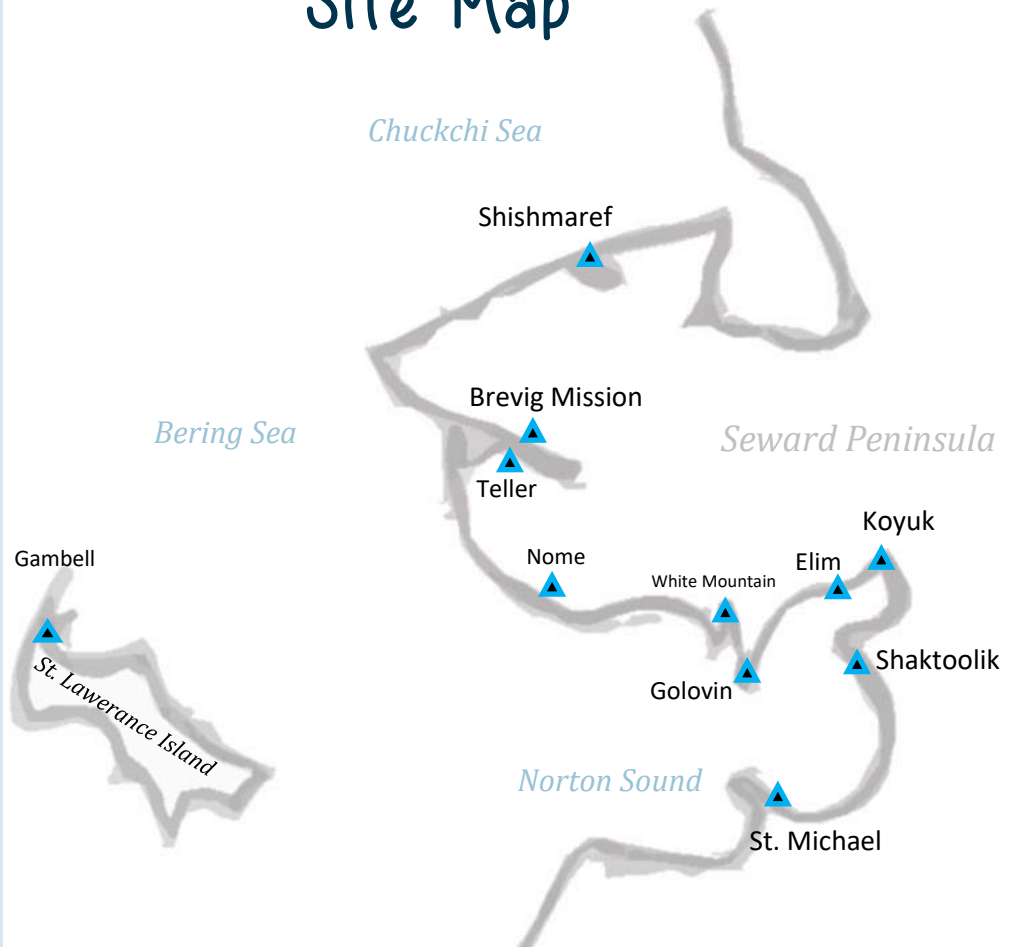 Site Map
Chuckchi Sea
Shishmaref
Brevig Mission
Bering Sea
Seward Peninsula
Teller
Koyuk
Gambell
Nome
Elim
White Mountain
Shaktoolik
St. Lawerance Island
Golovin
Norton Sound
St. Michael